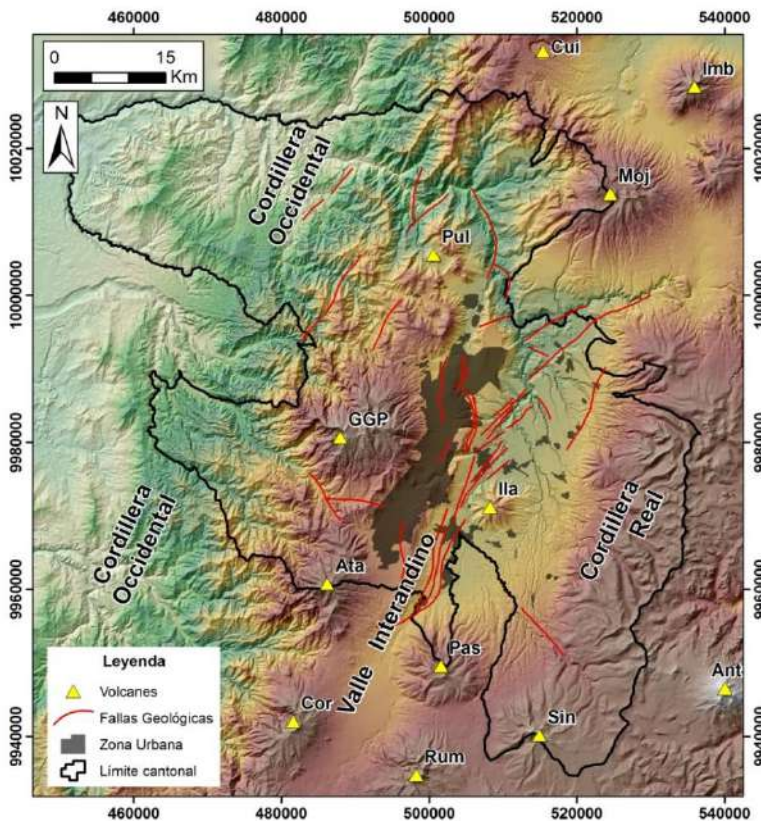 460000 480000 500000 520000 540000
0 15
Km
N
Cui
Imb
10020000 10020000
Cordillera
Occidental
Moj
Pul
10000000 10000000
GGP
9980000 9980000
Ila
Cordillera
Occidental
Cordillera
Real
Ata
9960000 9960000
Valle Interandino
Pas
Ant
Cor
Sin
9940000 9940000
Rum
Leyenda
Volcanes
Fallas Geológicas
Zona Urbana
Límite cantonal
460000 480000 500000 520000 540000